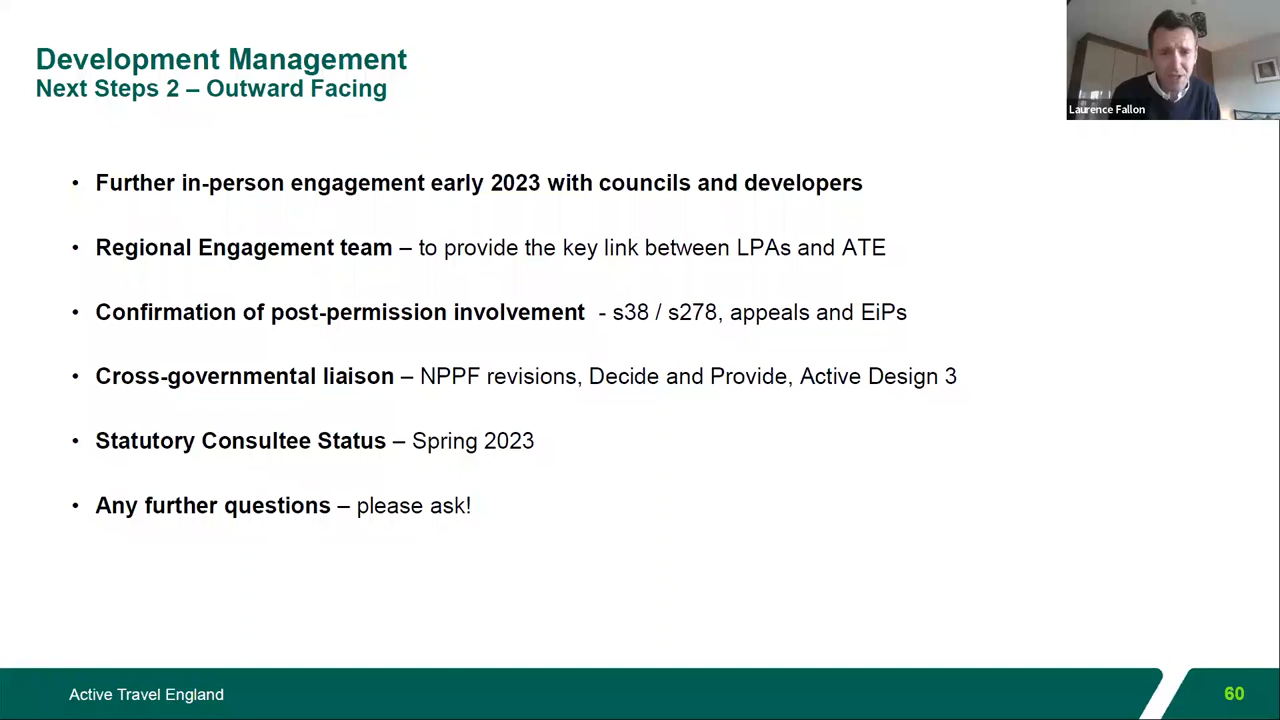 Development Management
Next Steps 2 – Outward Facing
Laurence Fallon
• Further in-person engagement early 2023 with councils and developers
• Regional Engagement team – to provide the key link between LPAs and ATE
• Confirmation of post-permission involvement - s38 / s278, appeals and EiPs
• Cross-governmental liaison – NPPF revisions, Decide and Provide, Active Design 3
• Statutory Consultee Status – Spring 2023
• Any further questions – please ask!
Active Travel England
60